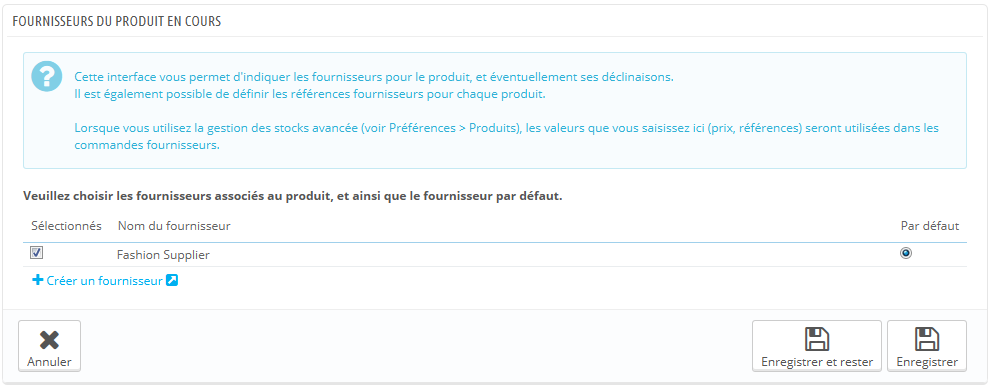 FOURNISSEURS DU PRODUIT EN COURS
Cette interface vous permet d'indiquer les fournisseurs pour le produit, et éventuellement ses déclinaisons.
Il est également possible de définir les références fournisseurs pour chaque produit.
Lorsque vous utilisez la gestion des stocks avancée (voir Préférences > Produits), les valeurs que vous saisissez ici (prix, références) seront utilisées dans les
commandes fournisseurs.
Veuillez choisir les fournisseurs associés au produit, et ainsi que le fournisseur par défaut.
Sélectionnés Nom du fournisseur Par défaut
Fashion Supplier
Créer un fournisseur
Annuler Enregistrer et rester Enregistrer